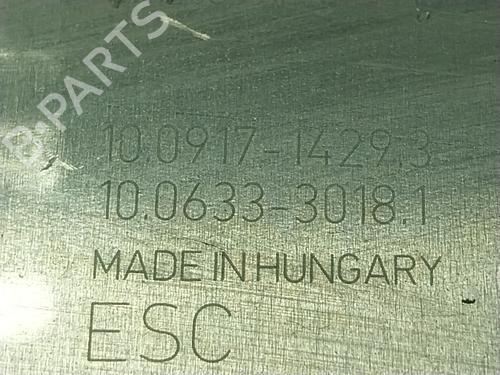 B-PARTS
10.0917-1429.3
10.0633-3018.1
MADE IN HUNGARY
ESC